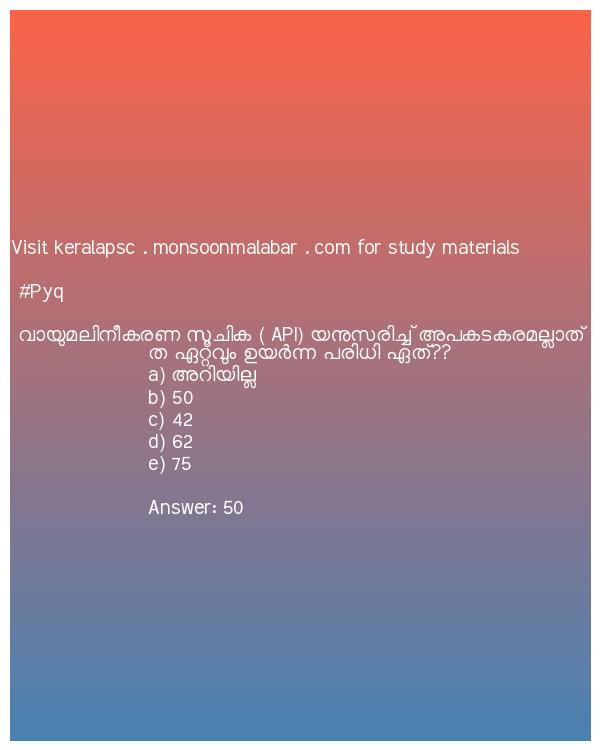 Visit keralapsc . monsoonmalabar . com for study materials
#Pyq
വായുമലിനീകരണ സൂചിക ( API) യനുസരിച്ച് അപകടകരമല്ലാത്
ത ഏറ്റവും ഉയർന്ന പരിധി ഏത്??
a) അറിയില്ല
b) 50
c) 42
d) 62
e) 75
Answer: 50